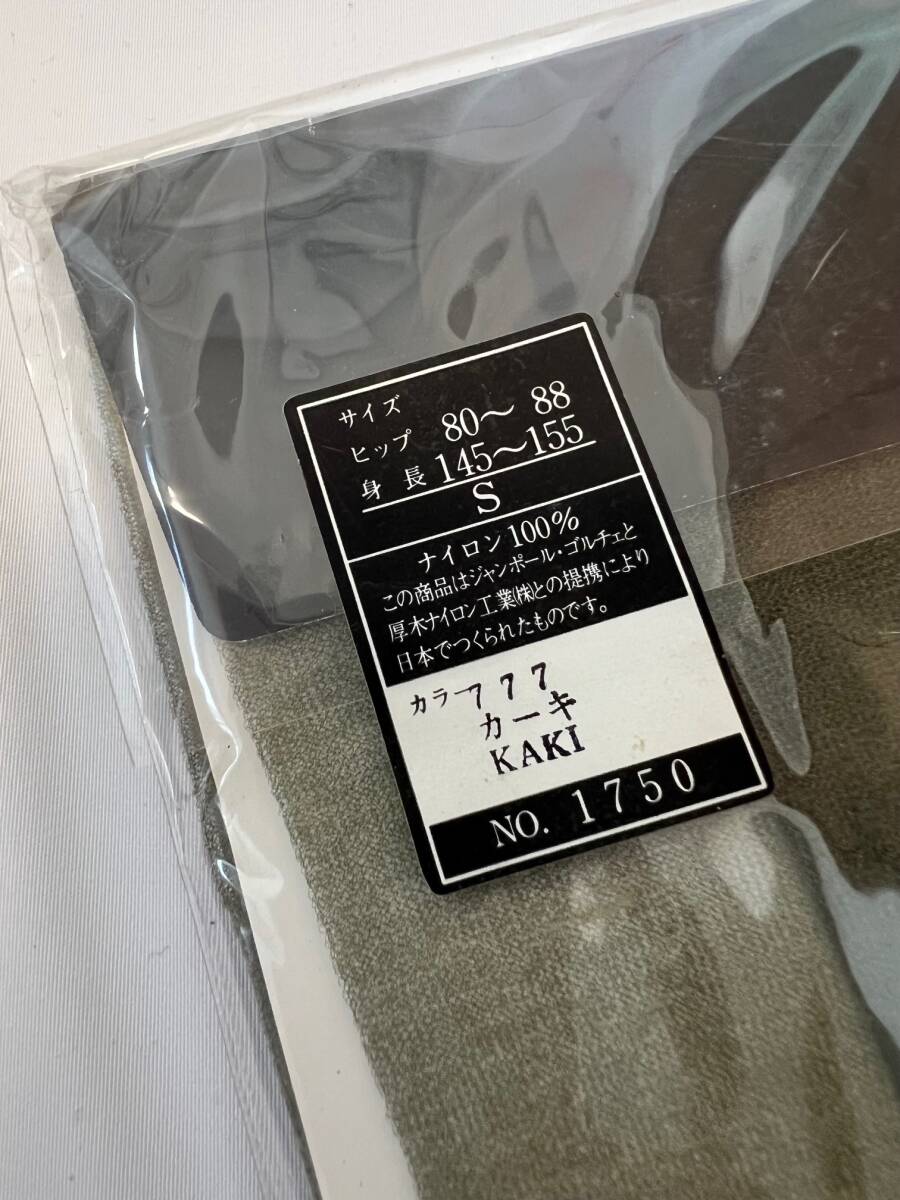 サイズ
ヒップ 80〜 88
身長 145〜155
S
ナイロン100%
この商品はジャンポール・ゴルチェと
厚木ナイロン工業㈱との提携により
日本でつくられたものです。
カラー777
カーキ
KAKI
NO. 1750